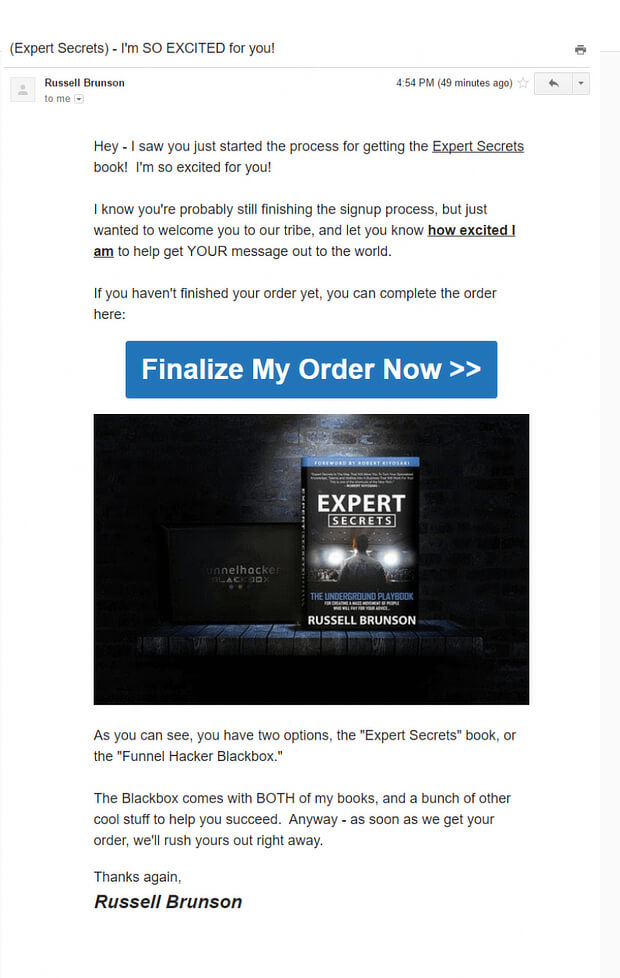 (Expert Secrets) - I'm SO EXCITED for you!
Russell Brunson
4:54 PM (49 minutes ago)
to me
Hey - I saw you just started the process for getting the Expert Secrets
book!  I'm so excited for you!
I know you're probably still finishing the signup process, but just
wanted to welcome you to our tribe, and let you know how excited I
am to help get YOUR message out to the world.
If you haven't finished your order yet, you can complete the order
here:
Finalize My Order Now >>
FOREWORD BY ROBERT KIYOSAKI
EXPERT
SECRETS
THE UNDERGROUND PLAYBOOK
FOR CREATING A MASS MOVEMENT OF PEOPLE
WHO WILL PAY FOR YOUR ADVICE...
RUSSELL BRUNSON
nnelhacker
BLACKBOX
As you can see, you have two options, the "Expert Secrets" book, or
the "Funnel Hacker Blackbox."
The Blackbox comes with BOTH of my books, and a bunch of other
cool stuff to help you succeed.  Anyway - as soon as we get your
order, we'll rush yours out right away.
Thanks again,
Russell Brunson